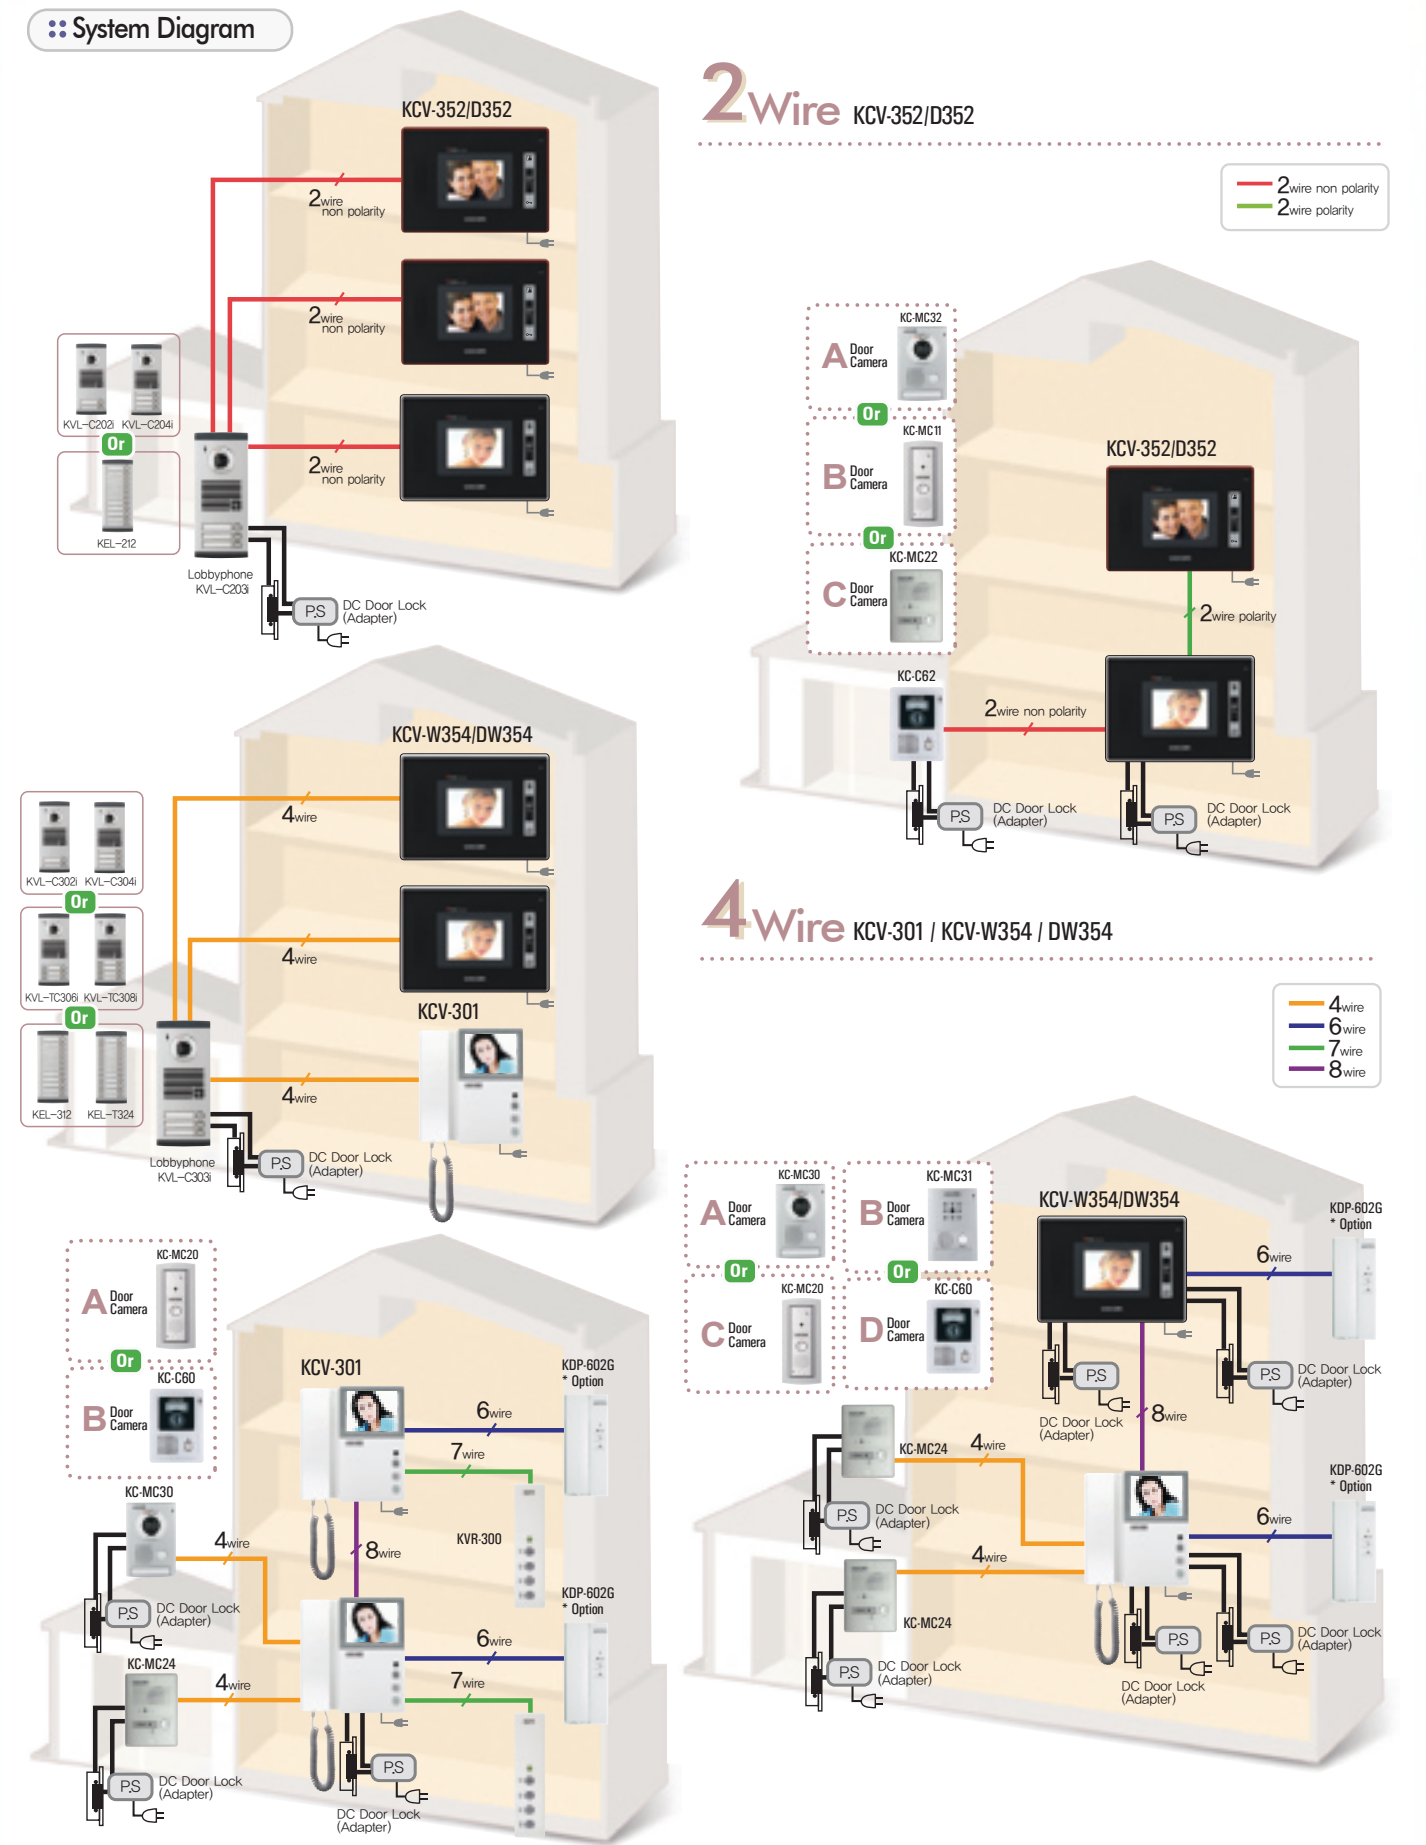 System Diagram
KCV-352/D352
2wire
non polarity
2wire
non polarity
2wire
non polarity
KVL-C202i KVL-C204i
Or
KEL-212
Lobbyphone
KVL-C203i
P.S
DC Door Lock
(Adapter)
2Wire KCV-352/D352
2wire non polarity
2wire polarity
KC-MC32
A Door
Camera
Or
KC-MC11
B Door
Camera
Or
KC-MC22
C Door
Camera
KCV-352/D352
2wire polarity
KC-C62
2wire non polarity
P.S
DC Door Lock
(Adapter)
P.S
DC Door Lock
(Adapter)
KCV-W354/DW354
4wire
4wire
KCV-301
4wire
KVL-C302i KVL-C304i
Or
KVL-TC306i KVL-TC308i
Or
KEL-312 KEL-T324
Lobbyphone
KVL-C303i
P.S
DC Door Lock
(Adapter)
4Wire KCV-301 / KCV-W354 / DW354
4wire
6wire
7wire
8wire
KC-MC20
A Door
Camera
Or
KC-C60
B Door
Camera
KCV-301
KDP-602G
* Option
6wire
7wire
KVR-300
8wire
KC-MC30
4wire
P.S
DC Door Lock
(Adapter)
KDP-602G
* Option
6wire
7wire
KC-MC24
4wire
P.S
DC Door Lock
(Adapter)
P.S
DC Door Lock
(Adapter)
KC-MC30
A Door
Camera
KC-MC31
B Door
Camera
Or
Or
KC-MC20
C Door
Camera
KC-C60
D Door
Camera
KCV-W354/DW354
KDP-602G
* Option
6wire
P.S
DC Door Lock
(Adapter)
P.S
DC Door Lock
(Adapter)
8wire
KC-MC24
4wire
P.S
DC Door Lock
(Adapter)
KDP-602G
* Option
6wire
4wire
KC-MC24
P.S
DC Door Lock
(Adapter)
P.S
DC Door Lock
(Adapter)
P.S
DC Door Lock
(Adapter)